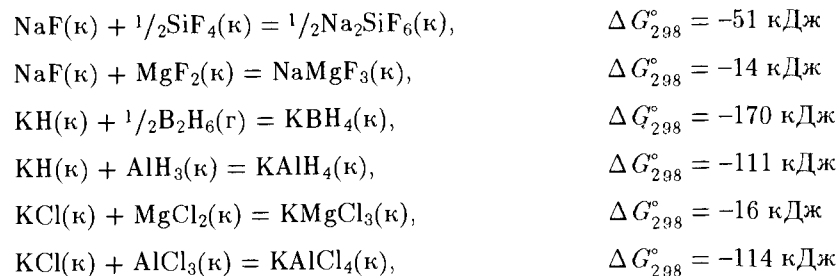 NaF(к) + 1/2SiF₄(к) = 1/2Na₂SiF₆(к), ΔG°₂₉₈ = –51 кДж
NaF(к) + MgF₂(к) = NaMgF₃(к), ΔG°₂₉₈ = –14 кДж
KH(к) + 1/2B₂H₆(г) = KBH₄(к), ΔG°₂₉₈ = –170 кДж
KH(к) + AlH₃(к) = KAlH₄(к), ΔG°₂₉₈ = –111 кДж
KCl(к) + MgCl₂(к) = KMgCl₃(к), ΔG°₂₉₈ = –16 кДж
KCl(к) + AlCl₃(к) = KAlCl₄(к), ΔG°₂₉₈ = –114 кДж